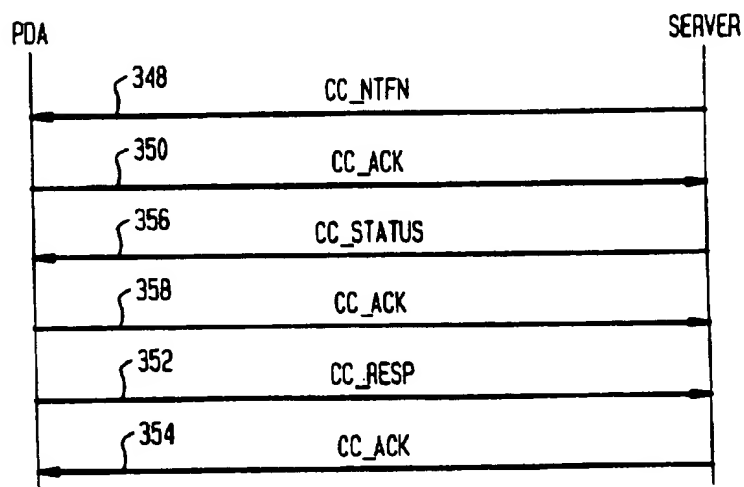 PDA
SERVER
348
CC_NTFN
350
CC_ACK
356
CC_STATUS
358
CC_ACK
352
CC_RESP
354
CC_ACK